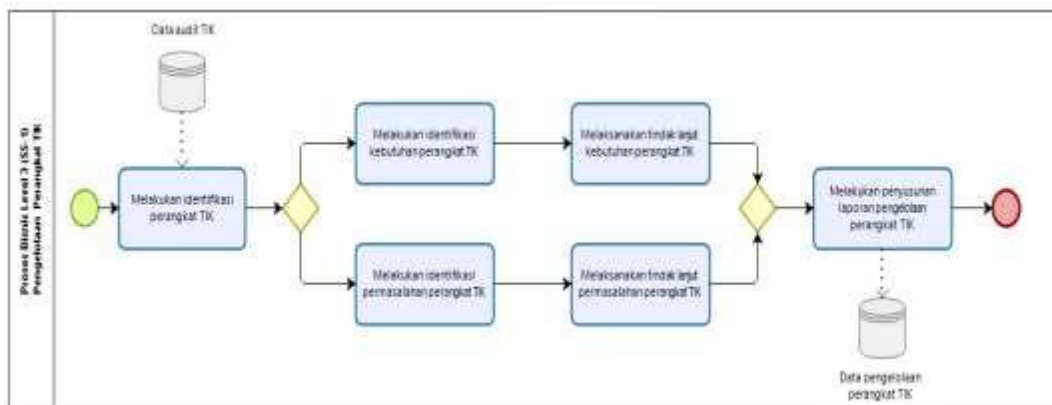 Proses Bisnis Level 3 (SS-1)
Pengelolaan Perangkat TIK
Data audit TIK
Melakukan identifikasi
perangkat TIK
Melakukan identifikasi
kebutuhan perangkat TIK
Melaksanakan tindak lanjut
kebutuhan perangkat TIK
Melakukan identifikasi
permasalahan perangkat TIK
Melaksanakan tindak lanjut
permasalahan perangkat TIK
Melakukan penyusunan
laporan pengelolaan
perangkat TIK
Data pengelolaan
perangkat TIK